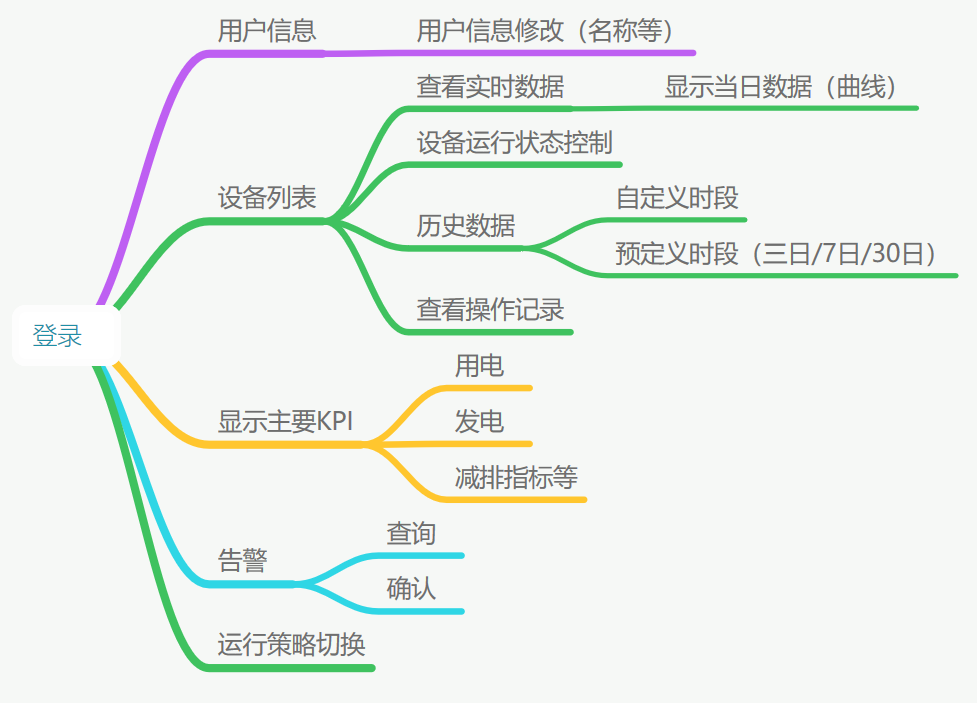 用户信息
用户信息修改（名称等）
查看实时数据
显示当日数据（曲线）
设备运行状态控制
设备列表
自定义时段
历史数据
预定义时段（三日/7日/30日）
查看操作记录
登录
用电
显示主要KPI
发电
减排指标等
查询
告警
确认
运行策略切换